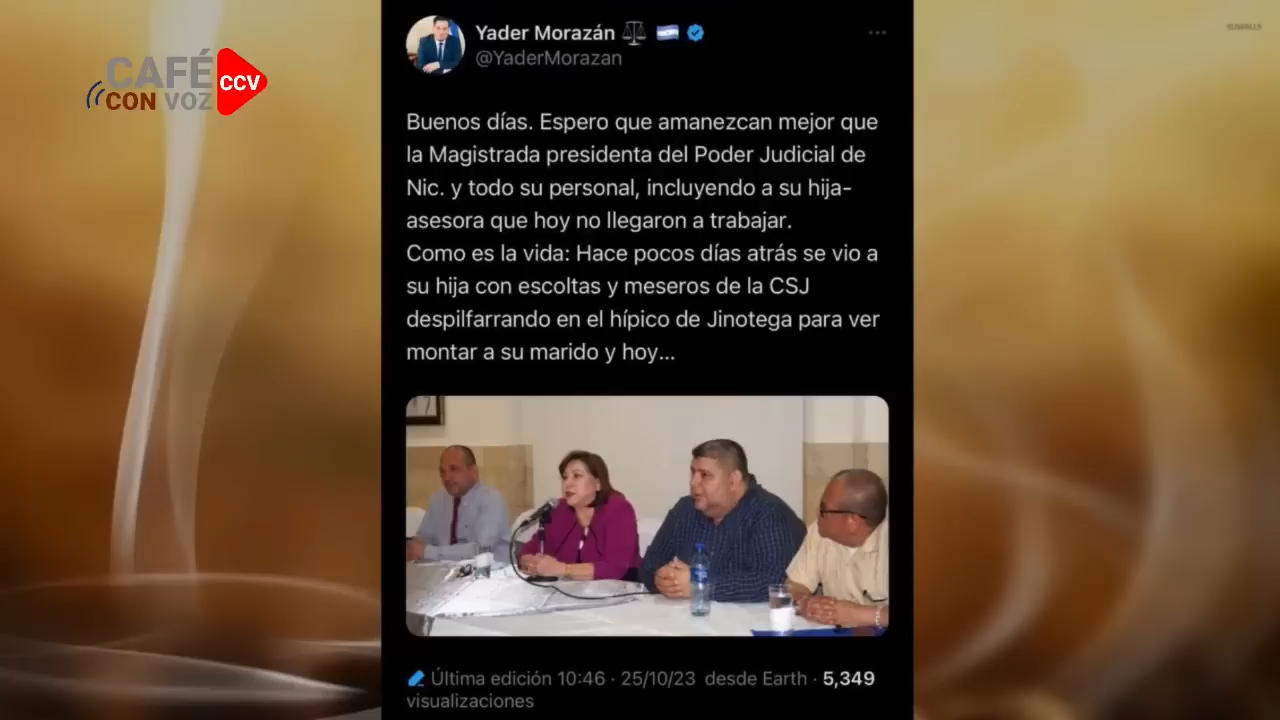 CAFÉ
CON VOZ
CCV
Yader Morazán
@YaderMorazan
Buenos días. Espero que amanezcan mejor que
la Magistrada presidenta del Poder Judicial de
Nic. y todo su personal, incluyendo a su hija-
asesora que hoy no llegaron a trabajar.
Como es la vida: Hace pocos días atrás se vio a
su hija con escoltas y meseros de la CSJ
despilfarrando en el hípico de Jinotega para ver
montar a su marido y hoy...
Última edición 10:46 · 25/10/23 desde Earth · 5,349
visualizaciones